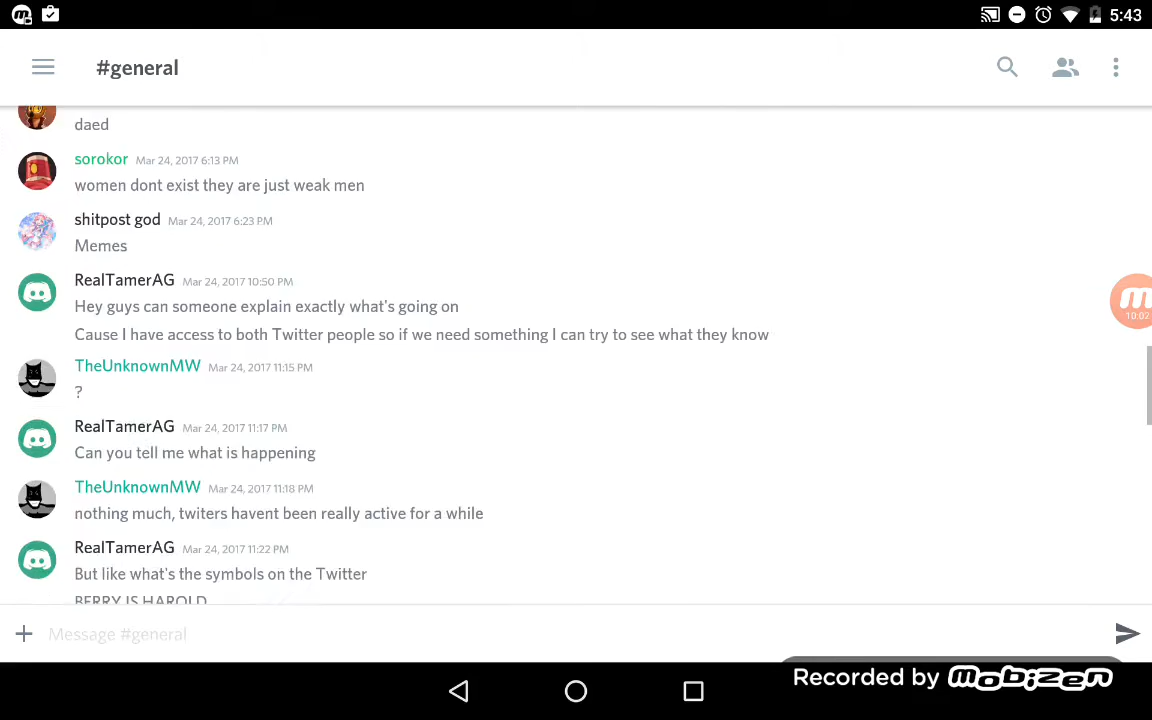 5:43
#general
daed
sorokor Mar 24, 2017 6:13 PM
women dont exist they are just weak men
shitpost god Mar 24, 2017 6:23 PM
Memes
RealTamerAG Mar 24, 2017 10:50 PM
Hey guys can someone explain exactly what's going on
Cause I have access to both Twitter people so if we need something I can try to see what they know
10:02
TheUnknownMW Mar 24, 2017 11:15 PM
?
RealTamerAG Mar 24, 2017 11:17 PM
Can you tell me what is happening
TheUnknownMW Mar 24, 2017 11:18 PM
nothing much, twiters havent been really active for a while
RealTamerAG Mar 24, 2017 11:22 PM
But like what's the symbols on the Twitter
BERRY IS HAROLD
Message #general
Recorded by mobizen